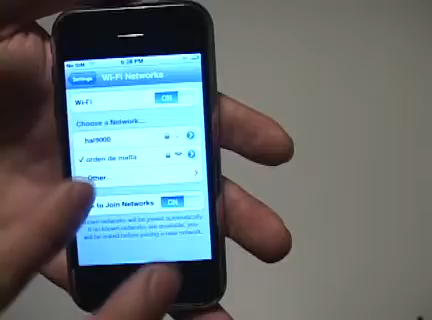 No SIM 6:28 PM
Settings Wi-Fi Networks
Wi-Fi ON
Choose a Network...
hal9000
✓ orden de malta
Other...
to Join Networks ON
known networks will be joined automatically.
If no known networks are available, you
will be asked before joining a new network.